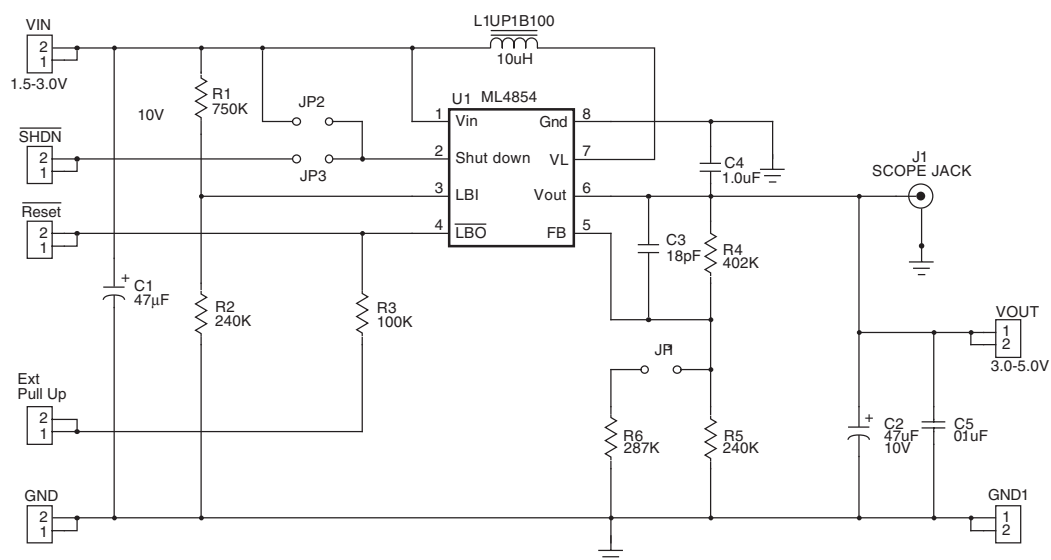 L1UP1B100
10uH
VIN
2
1
1.5-3.0V
R1
750K
10V
JP2
U1 ML4854
1 Vin Gnd 8
2 Shut down VL 7
3 LBI Vout 6
4 LBO FB 5
SHDN
2
1
JP3
C4
1.0uF
J1
SCOPE JACK
Reset
2
1
C3
18pF
R4
402K
+
C1
47µF
R2
240K
R3
100K
VOUT
1
2
3.0-5.0V
JP1
Ext
Pull Up
2
1
R6
287K
R5
240K
+
C2
47uF
10V
C5
01uF
GND
2
1
GND1
1
2